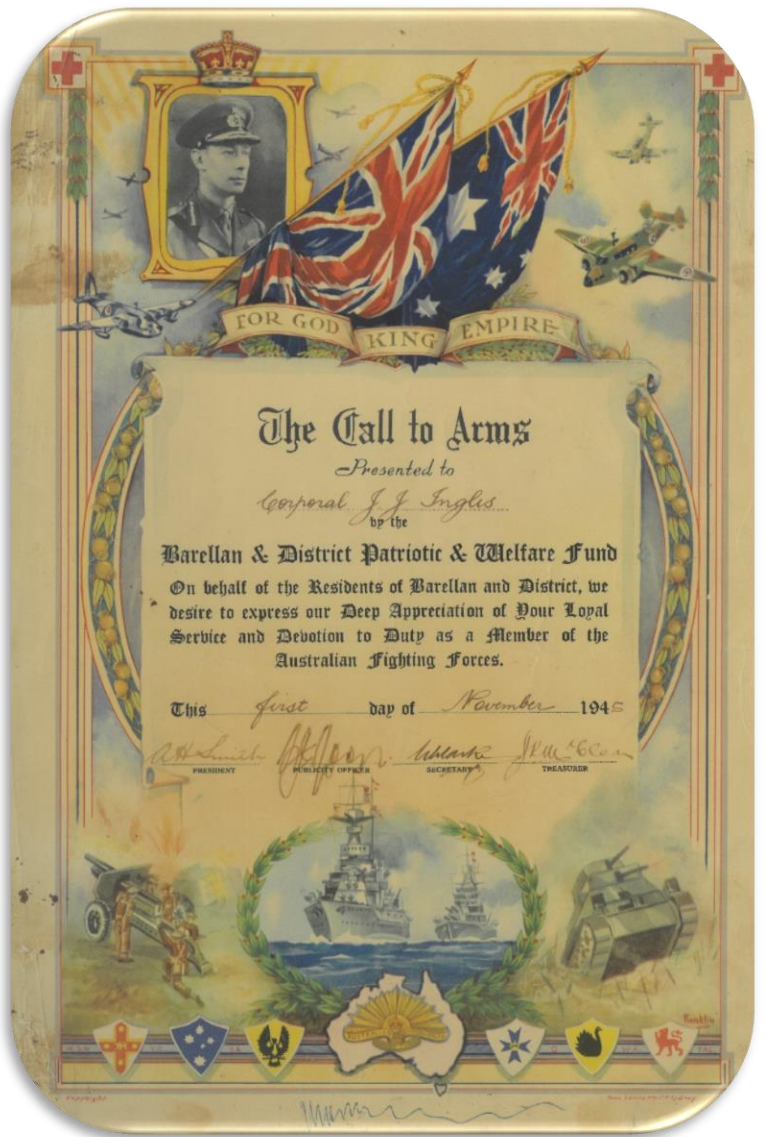 FOR GOD KING EMPIRE
The Call to Arms
Presented to
Corporal J J Ingles
by the
Barellan & District Patriotic & Welfare Fund
On behalf of the Residents of Barellan and District, we
desire to express our Deep Appreciation of Your Loyal
Service and Devotion to Duty as a Member of the
Australian Fighting Forces.
This first day of November 1945
A H Smith
PRESIDENT PUBLICITY OFFICER SECRETARY TREASURER
Copyright